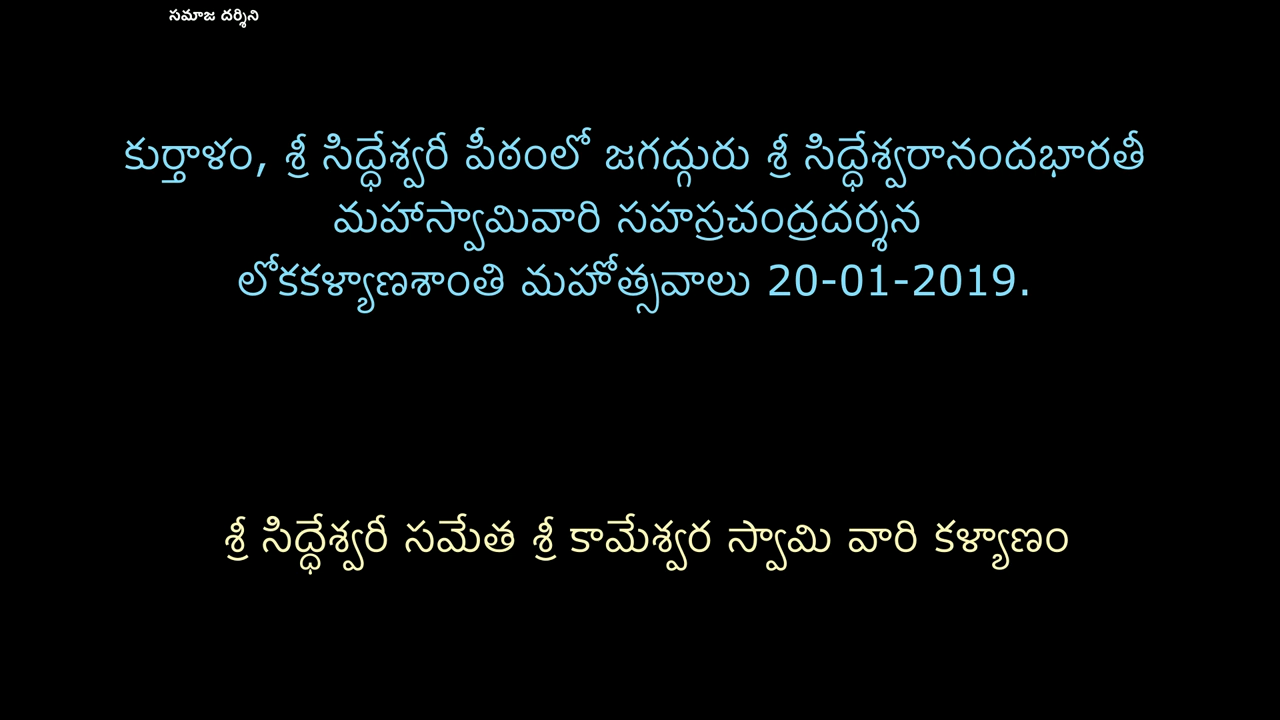 సమాజ దర్శిని
కుర్తాళం, శ్రీ సిద్ధేశ్వరీ పీఠంలో జగద్గురు శ్రీ సిద్ధేశ్వరానందభారతీ
మహాస్వామివారి సహస్రచంద్రదర్శన
లోకకళ్యాణశాంతి మహోత్సవాలు 20-01-2019.
శ్రీ సిద్ధేశ్వరీ సమేత శ్రీ కామేశ్వర స్వామి వారి కళ్యాణం